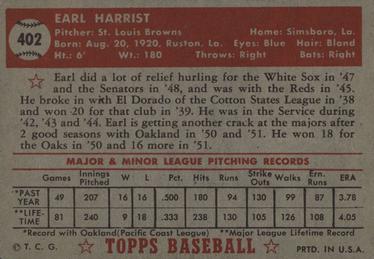 402
EARL HARRIST
Pitcher: St. Louis Browns Home: Simsboro, La.
Born: Aug. 20, 1920, Ruston, La. Eyes: Blue Hair: Bland
Ht.: 6' Wt.: 180 Throws: Right Bats: Right
Earl did a lot of relief hurling for the White Sox in '47
and the Senators in '48, and was with the Reds in '45.
He broke in with El Dorado of the Cotton States League in '38
and won 20 for that club in '39. He was in the Service during
'42, '43 and '44. Earl is getting another crack at the majors after
2 good seasons with Oakland in '50 and '51. He won 18 for
the Oaks in '50 and 16 more in '51.
MAJOR & MINOR LEAGUE PITCHING RECORDS
Games Innings Pitched W L Pct. Hits Runs Strike Outs Walks Ern. Runs ERA
*PAST YEAR 49 207 16 16 .500 180 94 130 99 87 3.78
**LIFE-TIME 81 240 9 18 .333 238 130 95 126 108 4.05
*Record with Oakland(Pacific Coast League) **Major League Lifetime Record
© T. C. G. TOPPS BASEBALL PRTD. IN U.S.A.